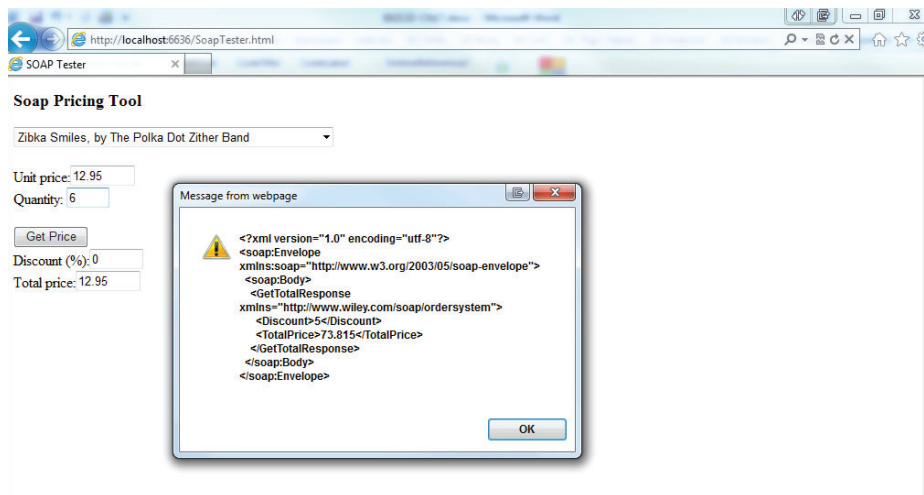 http://localhost:6636/SoapTester.html
SOAP Tester
Soap Pricing Tool
Zibka Smiles, by The Polka Dot Zither Band
Unit price: 12.95
Quantity: 6
Get Price
Discount (%): 0
Total price: 12.95
Message from webpage
<?xml version="1.0" encoding="utf-8"?>
<soap:Envelope
xmlns:soap="http://www.w3.org/2003/05/soap-envelope">
<soap:Body>
<GetTotalResponse
xmlns="http://www.wiley.com/soap/ordersystem">
<Discount>5</Discount>
<TotalPrice>73.815</TotalPrice>
</GetTotalResponse>
</soap:Body>
</soap:Envelope>
OK